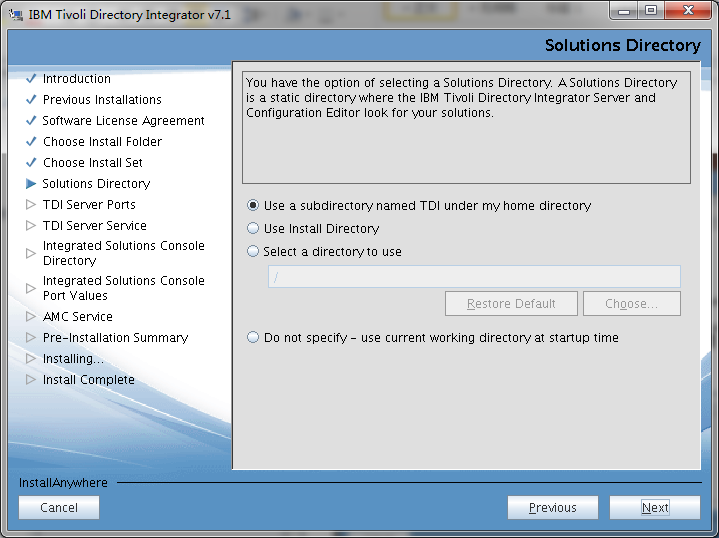 IBM Tivoli Directory Integrator v7.1
Solutions Directory
Introduction
Previous Installations
Software License Agreement
Choose Install Folder
Choose Install Set
Solutions Directory
TDI Server Ports
TDI Server Service
Integrated Solutions Console
Directory
Integrated Solutions Console
Port Values
AMC Service
Pre-Installation Summary
Installing...
Install Complete
You have the option of selecting a Solutions Directory. A Solutions Directory
is a static directory where the IBM Tivoli Directory Integrator Server and
Configuration Editor look for your solutions.
Use a subdirectory named TDI under my home directory
Use Install Directory
Select a directory to use
/
Restore Default
Choose...
Do not specify - use current working directory at startup time
InstallAnywhere
Cancel
Previous
Next